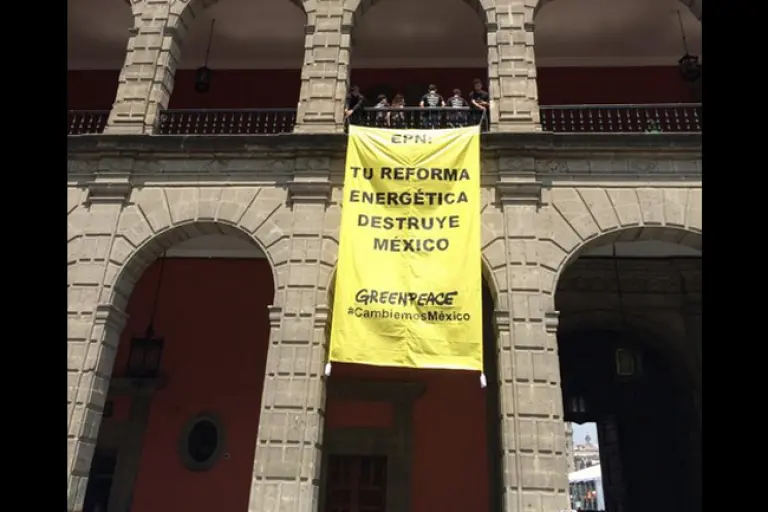 EPN:
TU REFORMA
ENERGÉTICA
DESTRUYE
MÉXICO
GREENPEACE
#CambiemosMéxico